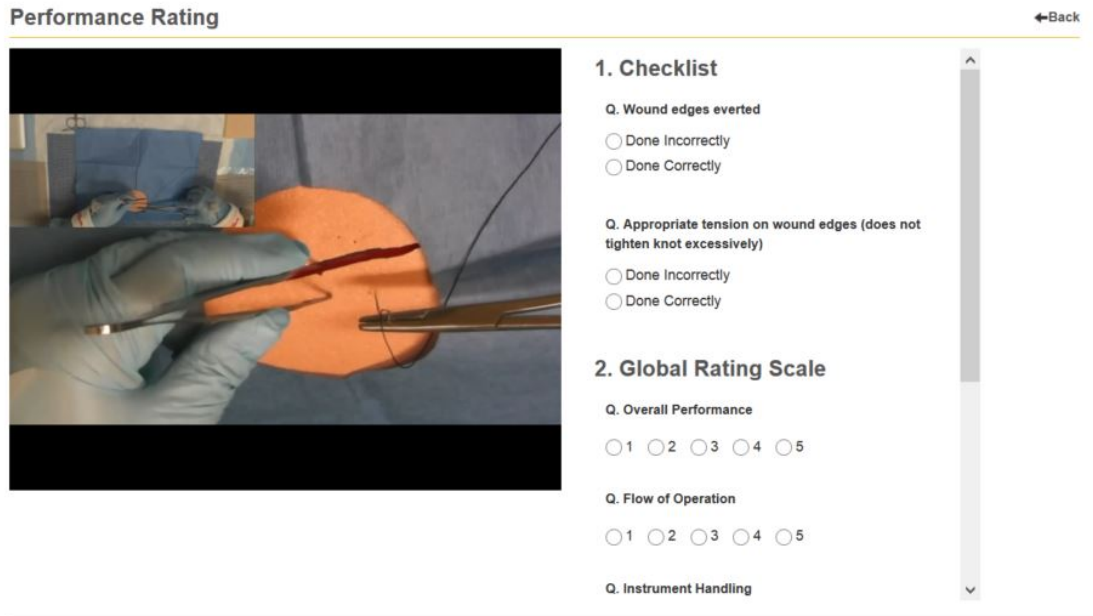 Performance Rating
Back
1. Checklist
Q. Wound edges everted
Done Incorrectly
Done Correctly
Q. Appropriate tension on wound edges (does not
tighten knot excessively)
Done Incorrectly
Done Correctly
2. Global Rating Scale
Q. Overall Performance
1 2 3 4 5
Q. Flow of Operation
1 2 3 4 5
Q. Instrument Handling